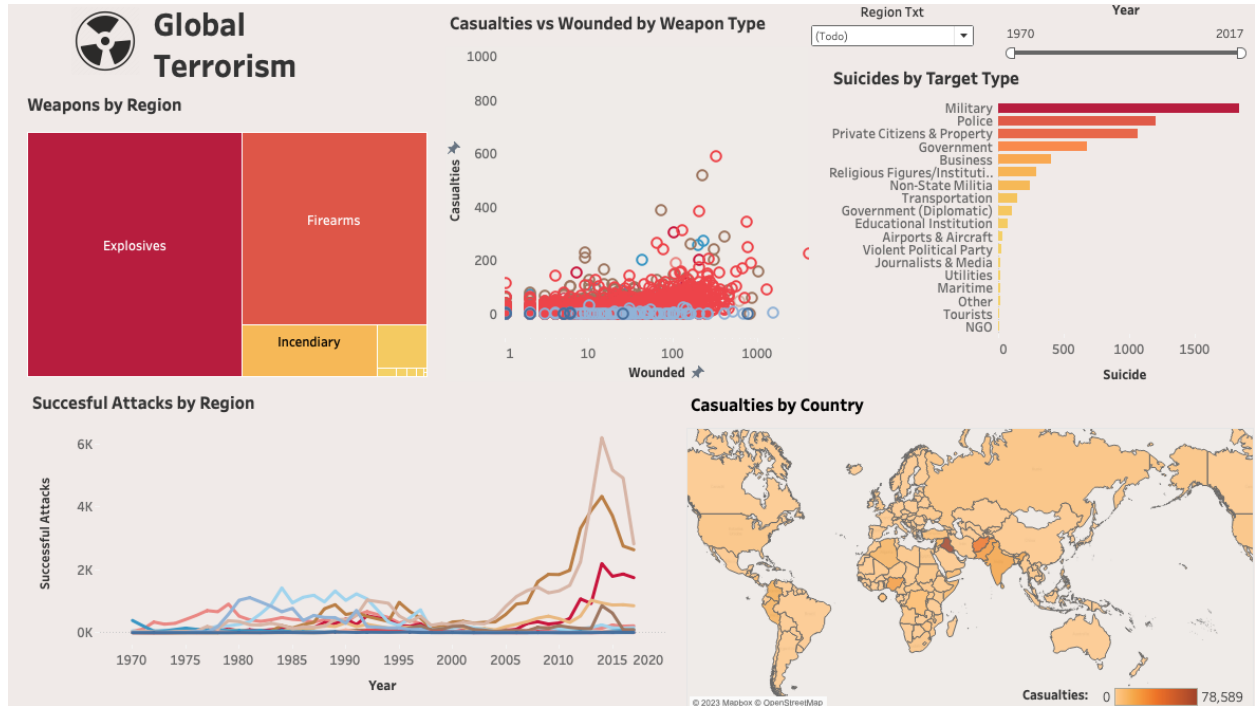 Global
Terrorism
Weapons by Region
Explosives
Firearms
Incendiary
Casualties vs Wounded by Weapon Type
Casualties
1000
800
600
400
200
0
1
10
100
1000
Wounded
Region Txt
(Todo)
Year
1970
2017
Suicides by Target Type
Military
Police
Private Citizens & Property
Government
Business
Religious Figures/Instituti..
Non-State Militia
Transportation
Government (Diplomatic)
Educational Institution
Airports & Aircraft
Violent Political Party
Journalists & Media
Utilities
Maritime
Other
Tourists
NGO
0
500
1000
1500
Suicide
Succesful Attacks by Region
Successful Attacks
6K
4K
2K
0K
1970
1975
1980
1985
1990
1995
2000
2005
2010
2015
2020
Year
Casualties by Country
© 2023 Mapbox © OpenStreetMap
Casualties:
0
78,589